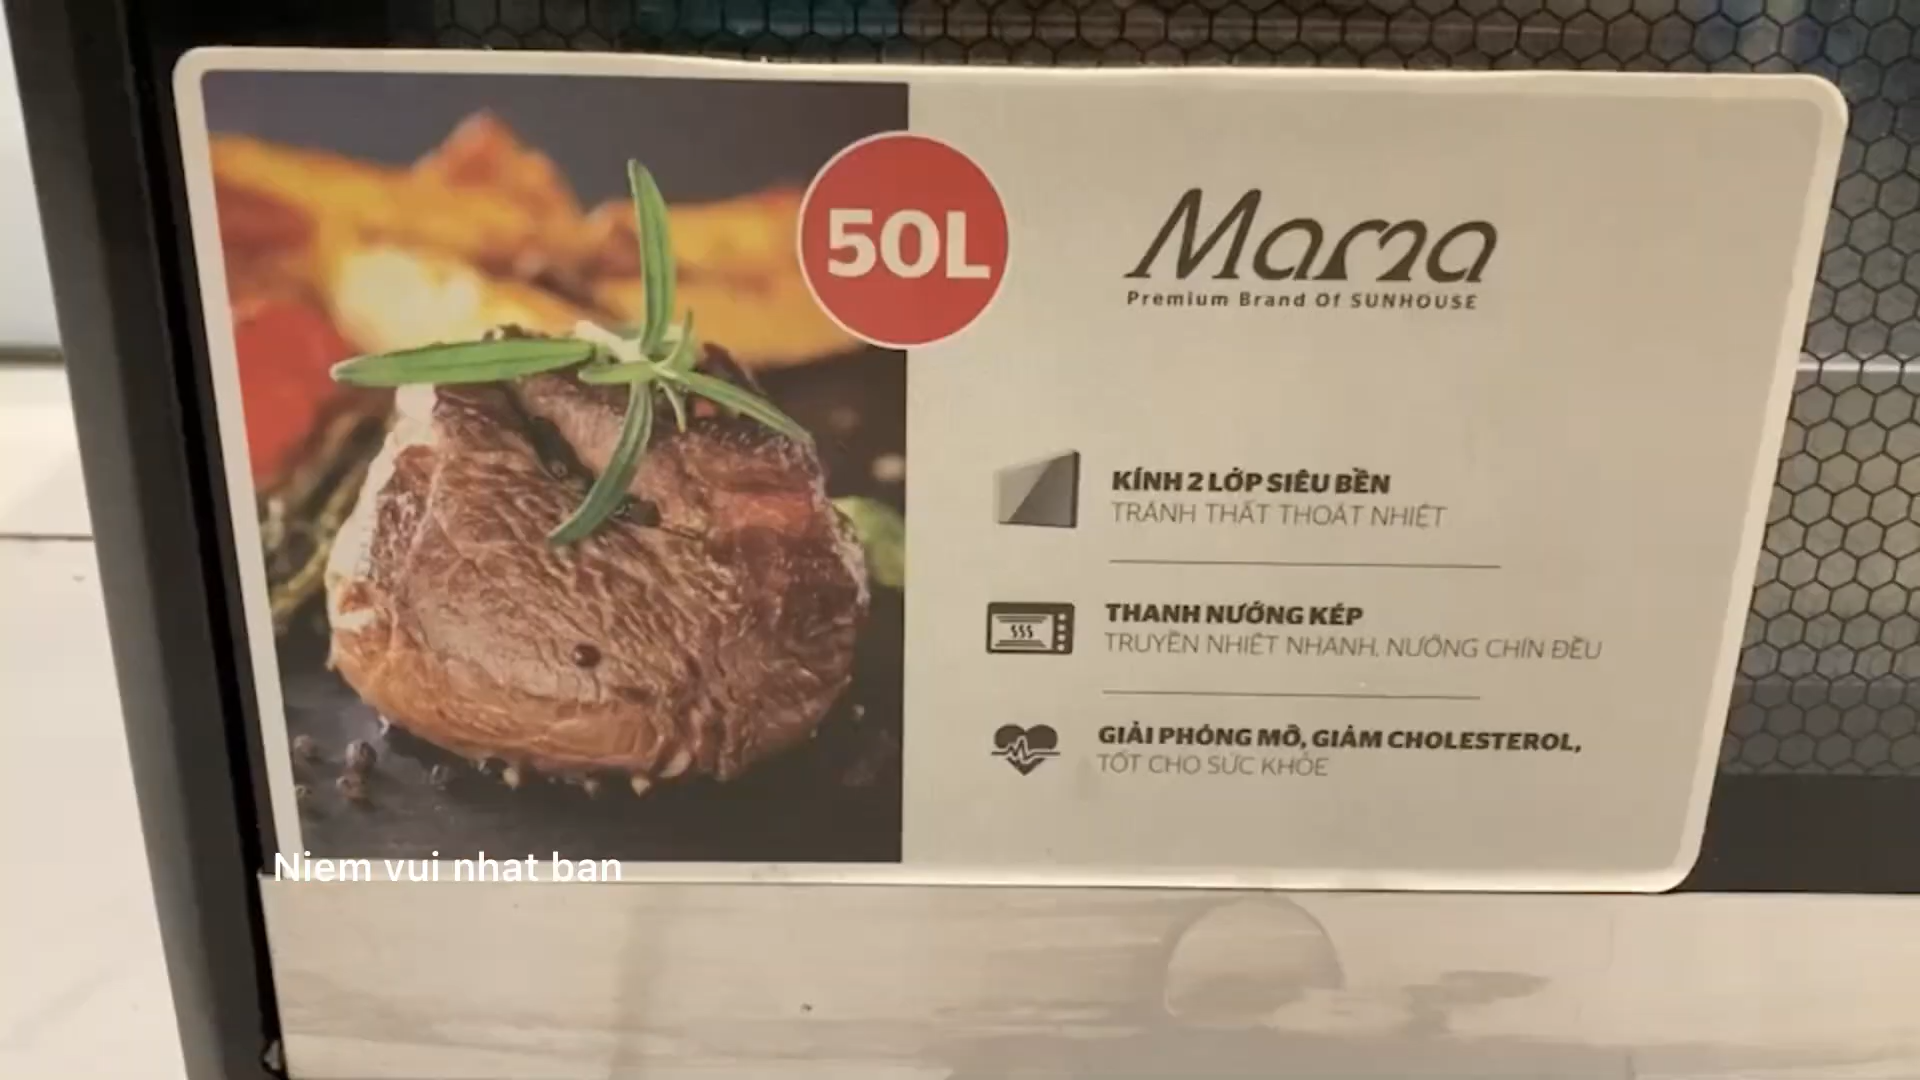 50L
Mama
Premium Brand Of SUNHOUSE
KÍNH 2 LỚP SIÊU BỀN
TRÁNH THẤT THOÁT NHIỆT
THANH NƯỚNG KÉP
TRUYỀN NHIỆT NHANH, NƯỚNG CHÍN ĐỀU
GIẢI PHÓNG MỠ, GIẢM CHOLESTEROL,
TỐT CHO SỨC KHỎE
Niem vui nhat ban